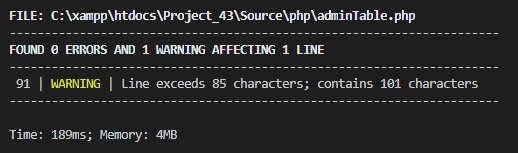 FILE: C:\xampp\htdocs\Project_43\Source\php\adminTable.php
----------------------------------------------------------------------
FOUND 0 ERRORS AND 1 WARNING AFFECTING 1 LINE
----------------------------------------------------------------------
91 | WARNING | Line exceeds 85 characters; contains 101 characters
----------------------------------------------------------------------
Time: 189ms; Memory: 4MB